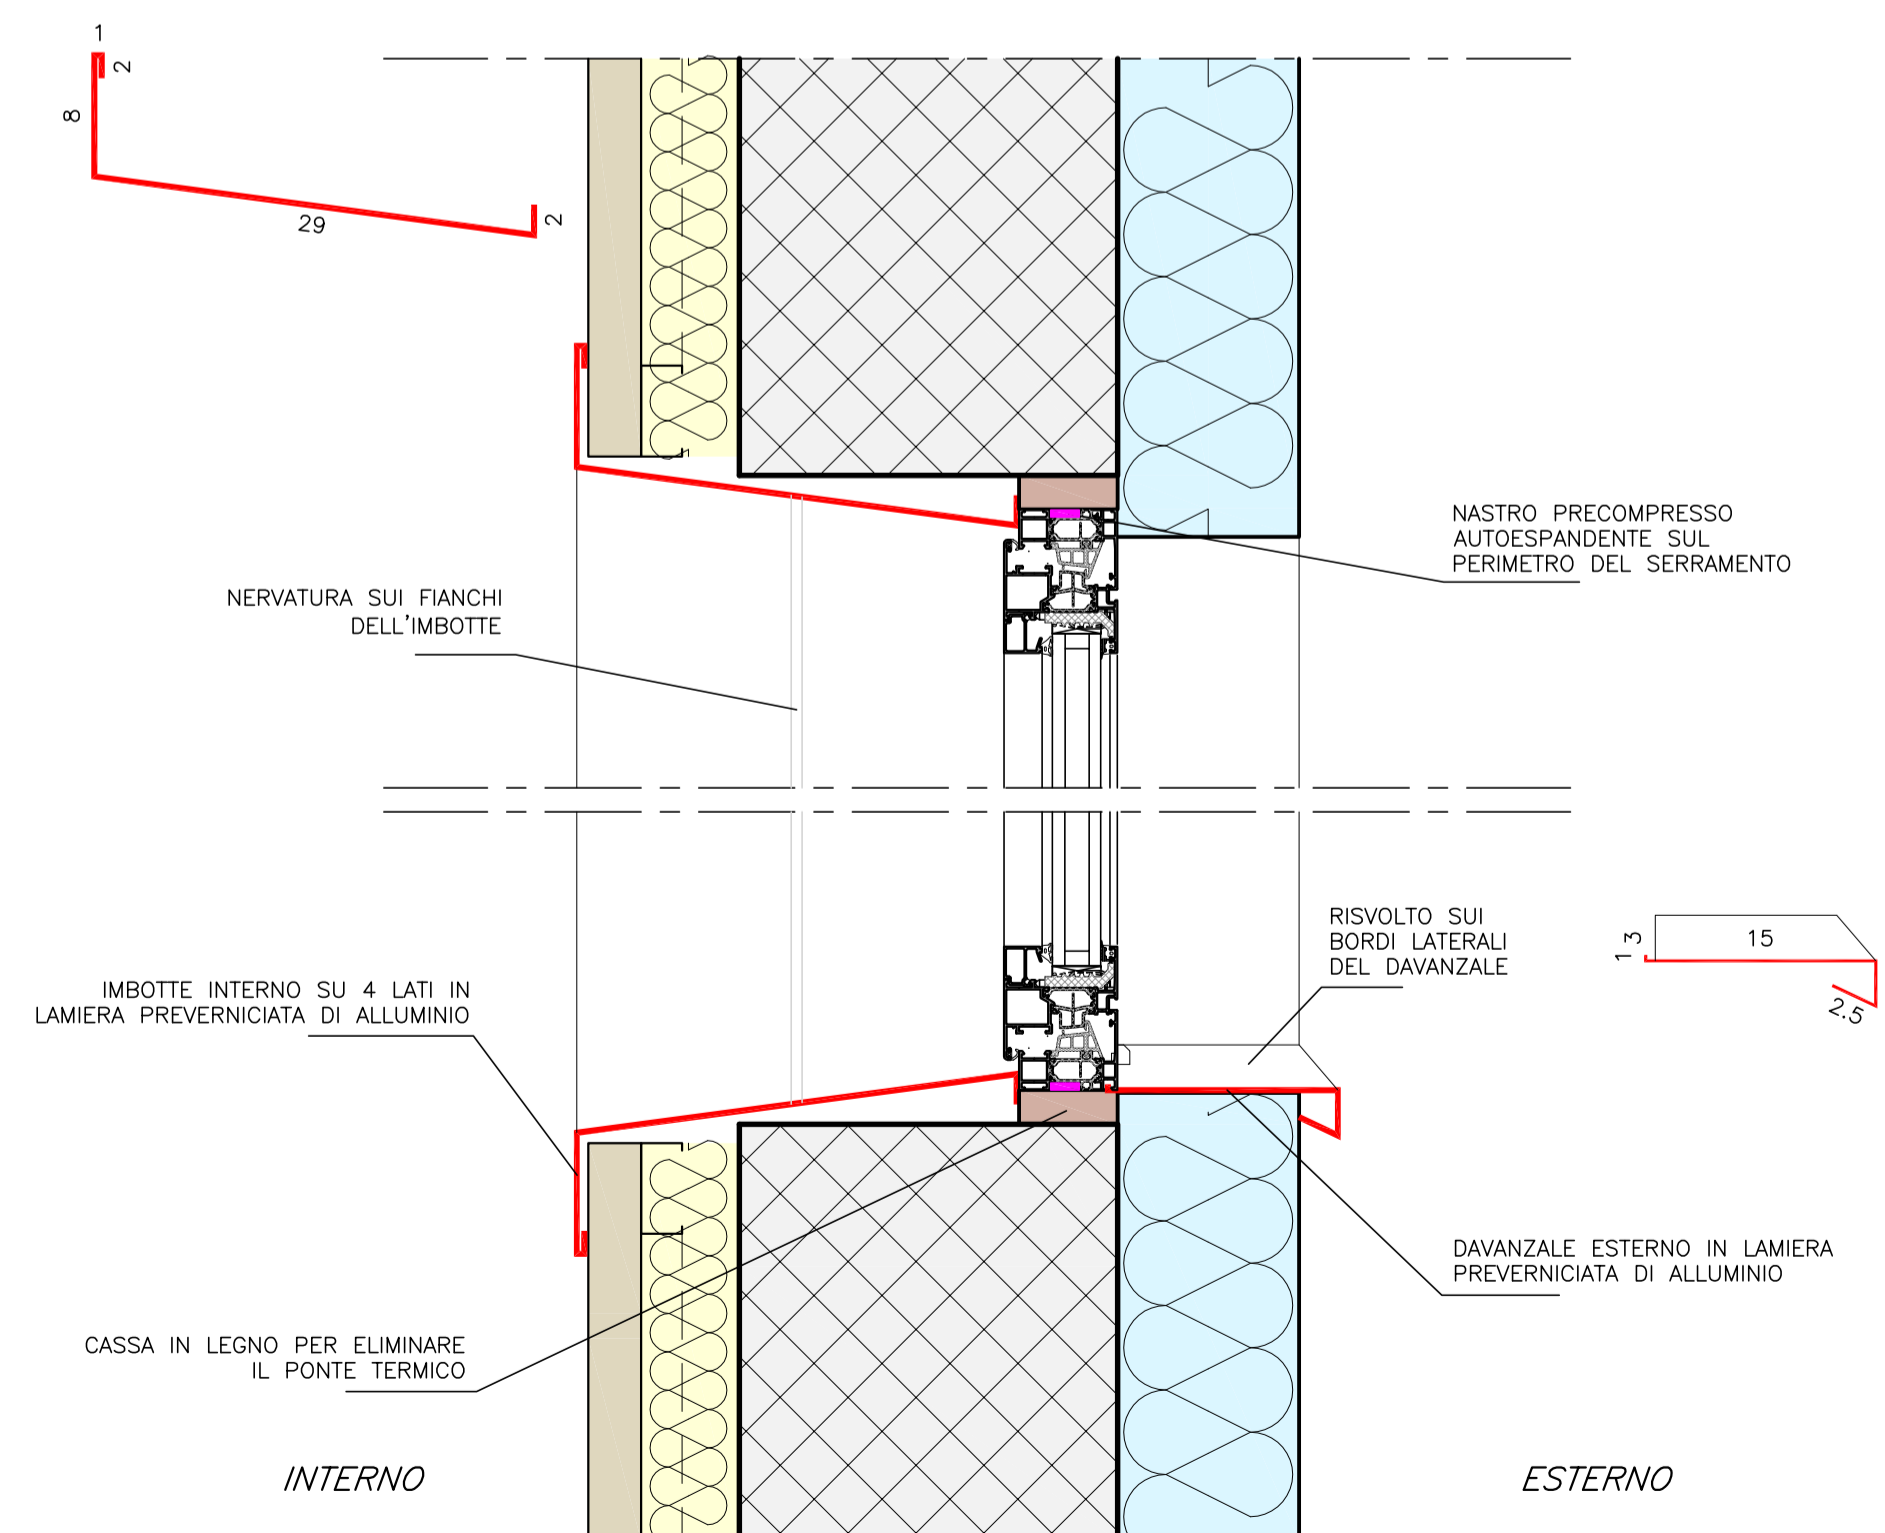 1
2
8
29
2
NASTRO PRECOMPRESSO
AUTOESPANDENTE SUL
PERIMETRO DEL SERRAMENTO
NERVATURA SUI FIANCHI
DELL'IMBOTTE
RISVOLTO SUI
BORDI LATERALI
DEL DAVANZALE
1 3
15
2.5
IMBOTTE INTERNO SU 4 LATI IN
LAMIERA PREVERNICIATA DI ALLUMINIO
DAVANZALE ESTERNO IN LAMIERA
PREVERNICIATA DI ALLUMINIO
CASSA IN LEGNO PER ELIMINARE
IL PONTE TERMICO
INTERNO
ESTERNO